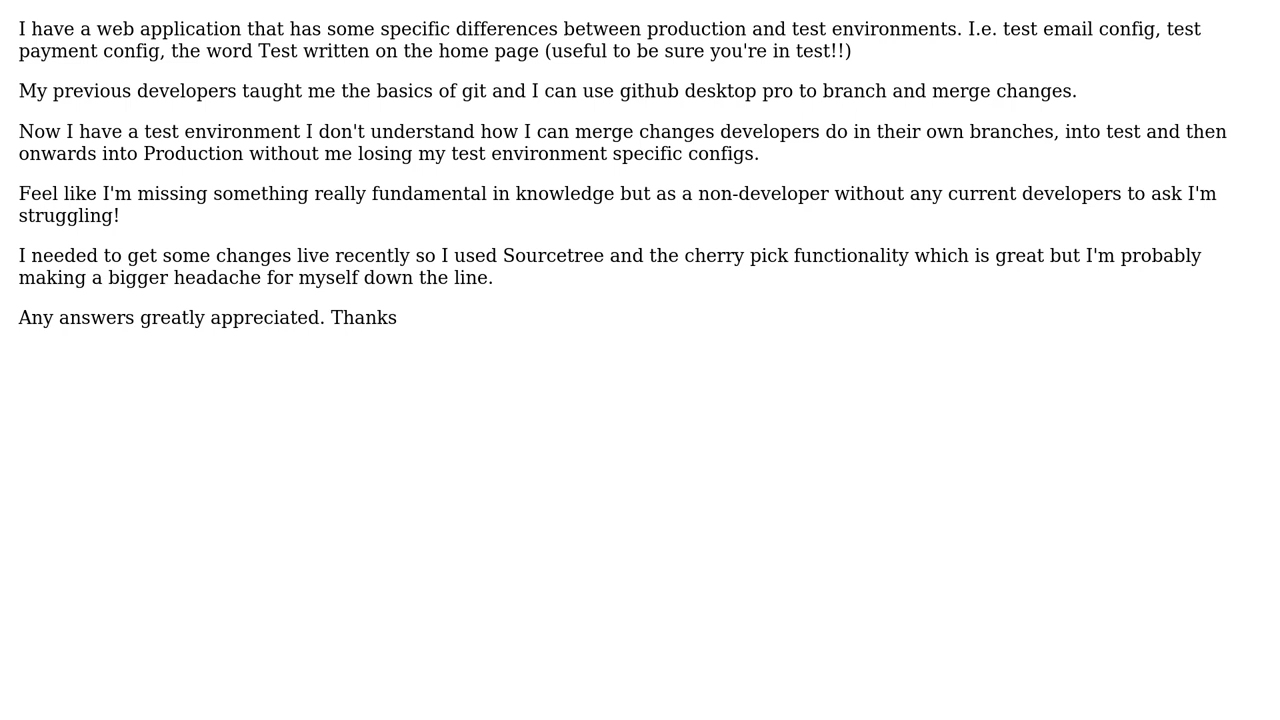 I have a web application that has some specific differences between production and test environments. I.e. test email config, test
payment config, the word Test written on the home page (useful to be sure you're in test!!)
My previous developers taught me the basics of git and I can use github desktop pro to branch and merge changes.
Now I have a test environment I don't understand how I can merge changes developers do in their own branches, into test and then
onwards into Production without me losing my test environment specific configs.
Feel like I'm missing something really fundamental in knowledge but as a non-developer without any current developers to ask I'm
struggling!
I needed to get some changes live recently so I used Sourcetree and the cherry pick functionality which is great but I'm probably
making a bigger headache for myself down the line.
Any answers greatly appreciated. Thanks